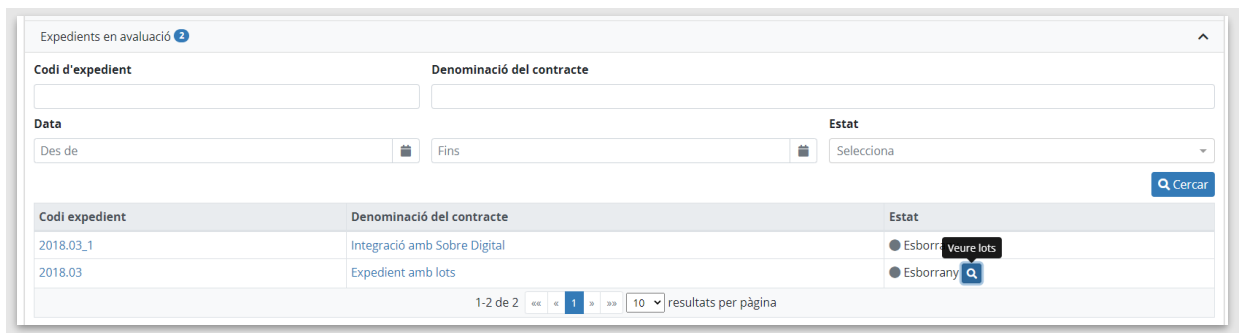 Expedients en avaluació 2
Codi d'expedient Denominació del contracte
Data Estat
Des de Fins Selecciona
Cercar
Codi expedient Denominació del contracte Estat
2018.03_1 Integració amb Sobre Digital
Veure lots
2018.03 Expedient amb lots Esborrany
1-2 de 2 «« « 1 » »» 10 resultats per pàgina